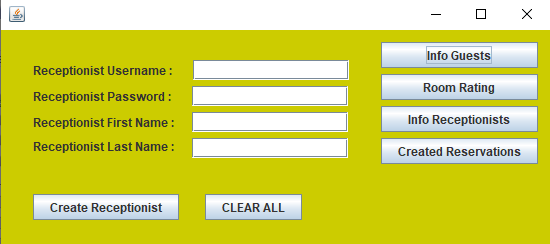 Receptionist Username :
Receptionist Password :
Receptionist First Name :
Receptionist Last Name :
Create Receptionist
CLEAR ALL
Info Guests
Room Rating
Info Receptionists
Created Reservations